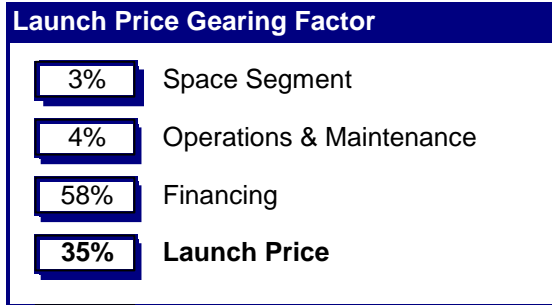 Launch Price Gearing Factor
3% Space Segment
4% Operations & Maintenance
58% Financing
35% Launch Price